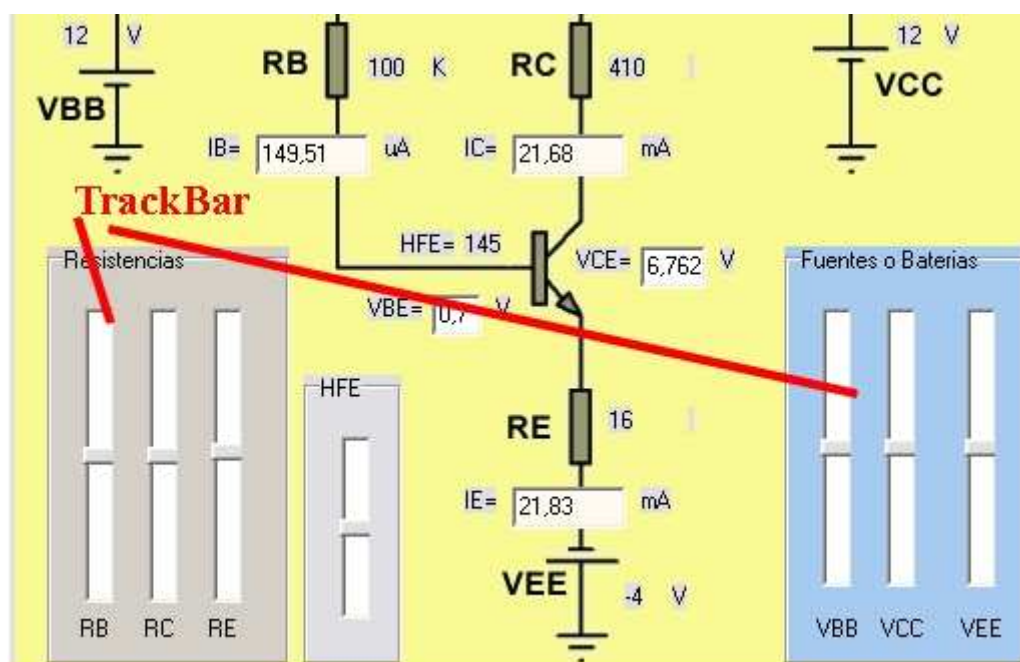 12 V
VBB
RB 100 K
RC 410
12 V
VCC
IB= 149,51 uA
IC= 21,68 mA
TrackBar
HFE= 145
VCE= 6,762 V
VBE= 0,7 V
Resistencias
RB RC RE
HFE
RE 16
IE= 21,83 mA
VEE -4 V
Fuentes o Baterias
VBB VCC VEE